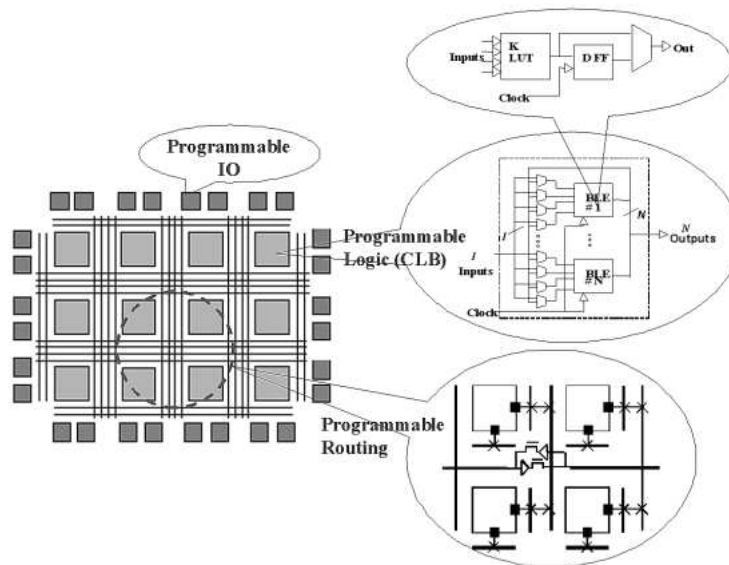 K
Inputs
LUT
D FF
Out
Clock
Programmable
IO
BLE
# 1
N
I
N
Outputs
I
Inputs
BLE
#N
Clock
Programmable
Logic (CLB)
Programmable
Routing